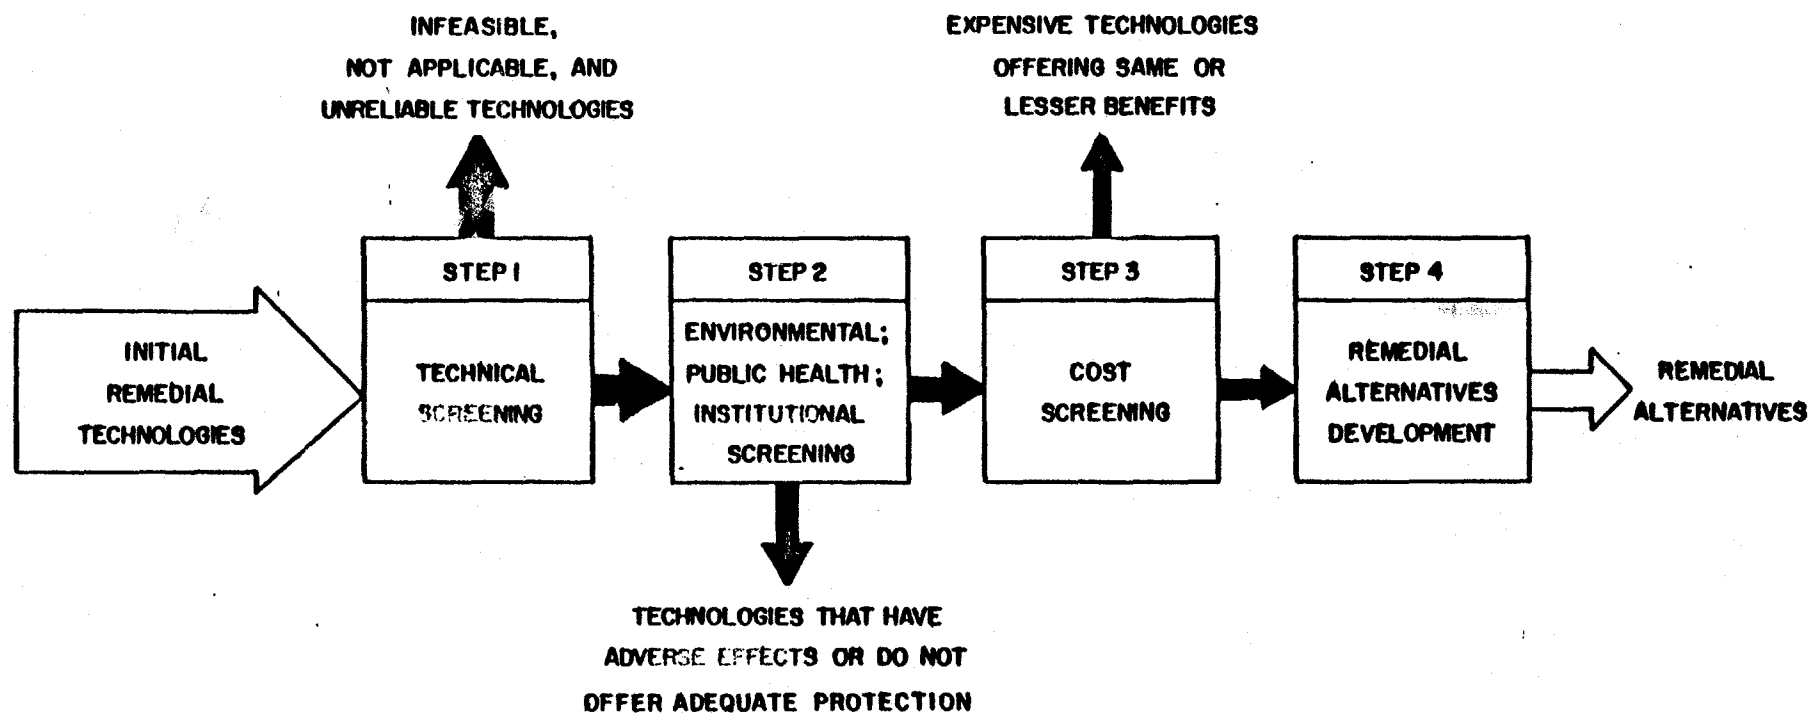 INFEASIBLE,
NOT APPLICABLE, AND
UNRELIABLE TECHNOLOGIES
EXPENSIVE TECHNOLOGIES
OFFERING SAME OR
LESSER BENEFITS
INITIAL
REMEDIAL
TECHNOLOGIES
STEP 1
TECHNICAL
SCREENING
STEP 2
ENVIRONMENTAL;
PUBLIC HEALTH;
INSTITUTIONAL
SCREENING
STEP 3
COST
SCREENING
STEP 4
REMEDIAL
ALTERNATIVES
DEVELOPMENT
REMEDIAL
ALTERNATIVES
TECHNOLOGIES THAT HAVE
ADVERSE EFFECTS OR DO NOT
OFFER ADEQUATE PROTECTION